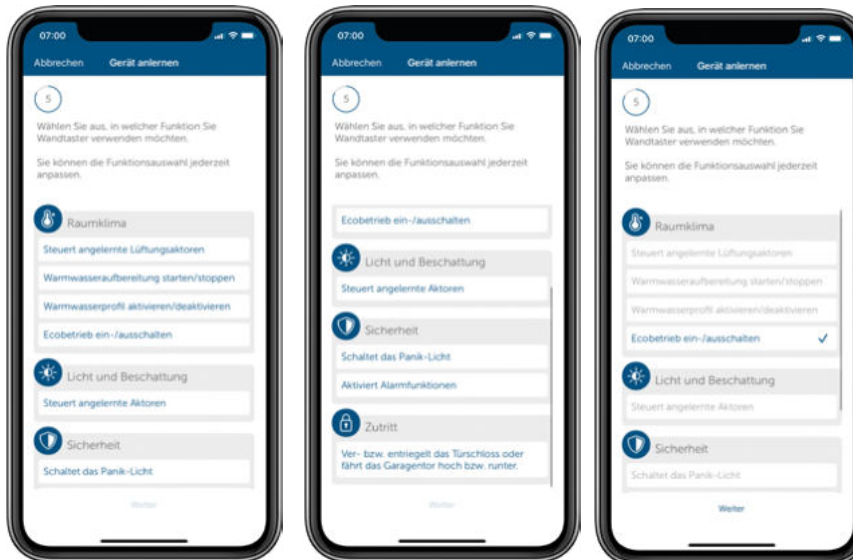 07:00
Abbrechen Gerät anlernen
5
Wählen Sie aus, in welcher Funktion Sie
Wandtaster verwenden möchten.
Sie können die Funktionsauswahl jederzeit
anpassen.
Raumklima
Steuert angelernte Lüftungsaktoren
Warmwasseraufbereitung starten/stoppen
Warmwasserprofil aktivieren/deaktivieren
Ecobetrieb ein-/ausschalten
Licht und Beschattung
Steuert angelernte Aktoren
Sicherheit
Schaltet das Panik-Licht
Weiter
07:00
Abbrechen Gerät anlernen
5
Wählen Sie aus, in welcher Funktion Sie
Wandtaster verwenden möchten.
Sie können die Funktionsauswahl jederzeit
anpassen.
Ecobetrieb ein-/ausschalten
Licht und Beschattung
Steuert angelernte Aktoren
Sicherheit
Schaltet das Panik-Licht
Aktiviert Alarmfunktionen
Zutritt
Ver- bzw. entriegelt das Türschloss oder
fährt das Garagentor hoch bzw. runter.
Weiter
07:00
Abbrechen Gerät anlernen
5
Wählen Sie aus, in welcher Funktion Sie
Wandtaster verwenden möchten.
Sie können die Funktionsauswahl jederzeit
anpassen.
Raumklima
Steuert angelernte Lüftungsaktoren
Warmwasseraufbereitung starten/stoppen
Warmwasserprofil aktivieren/deaktivieren
Ecobetrieb ein-/ausschalten
Licht und Beschattung
Steuert angelernte Aktoren
Sicherheit
Schaltet das Panik-Licht
Weiter